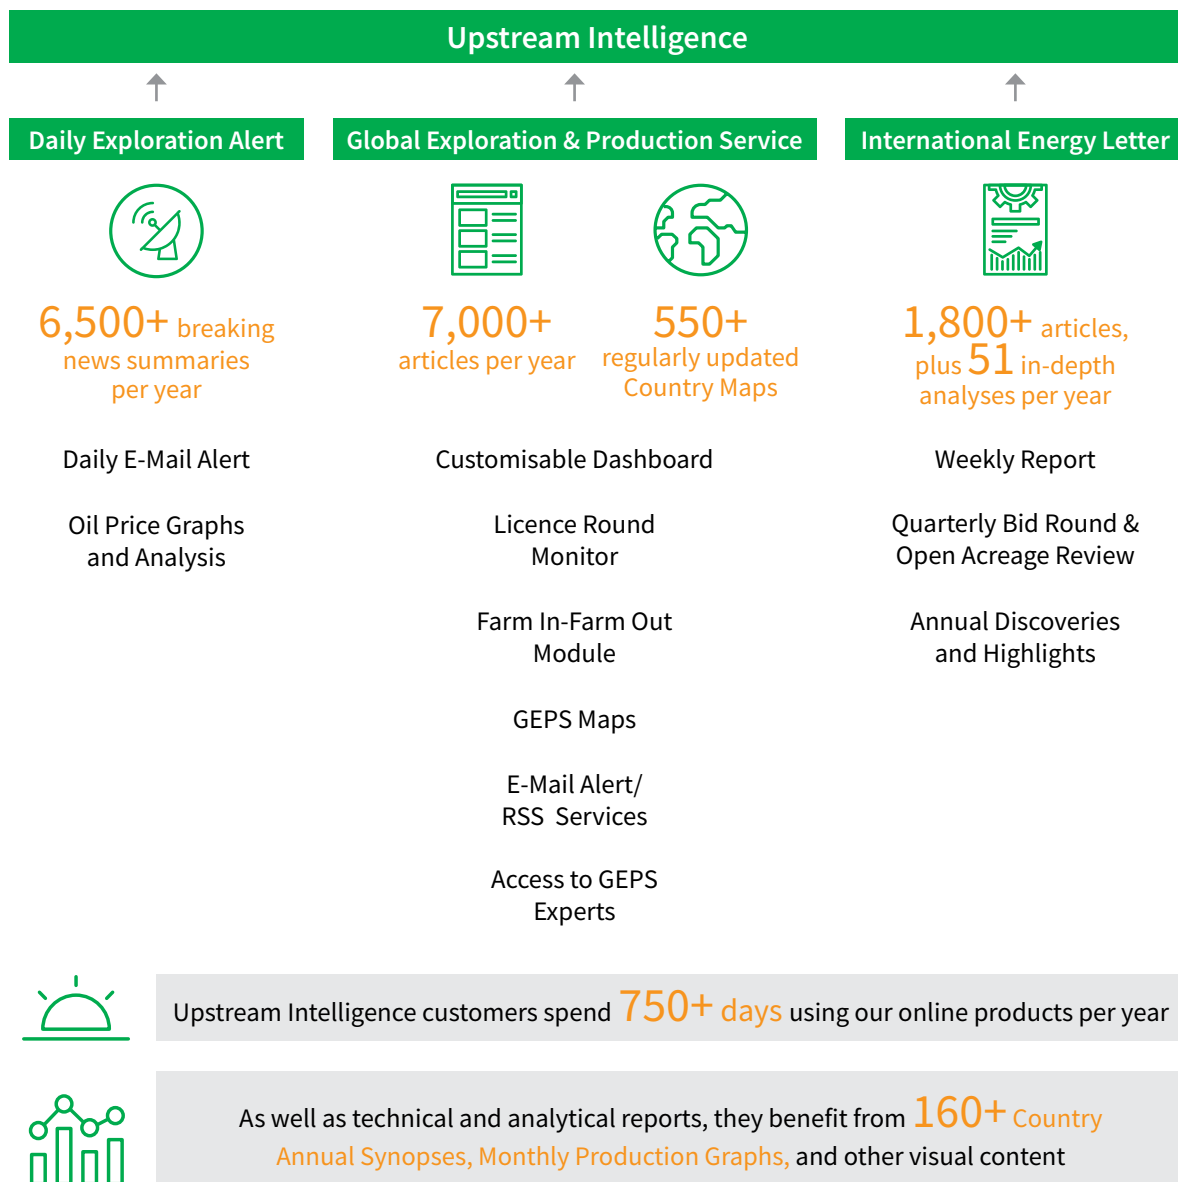 Upstream Intelligence
Daily Exploration Alert
6,500+ breaking
news summaries
per year
Daily E-Mail Alert
Oil Price Graphs
and Analysis
Global Exploration & Production Service
7,000+
articles per year
550+
regularly updated
Country Maps
Customisable Dashboard
Licence Round
Monitor
Farm In-Farm Out
Module
GEPS Maps
E-Mail Alert/
RSS Services
Access to GEPS
Experts
International Energy Letter
1,800+ articles,
plus 51 in-depth
analyses per year
Weekly Report
Quarterly Bid Round &
Open Acreage Review
Annual Discoveries
and Highlights
Upstream Intelligence customers spend 750+ days using our online products per year
As well as technical and analytical reports, they benefit from 160+ Country
Annual Synopses, Monthly Production Graphs, and other visual content